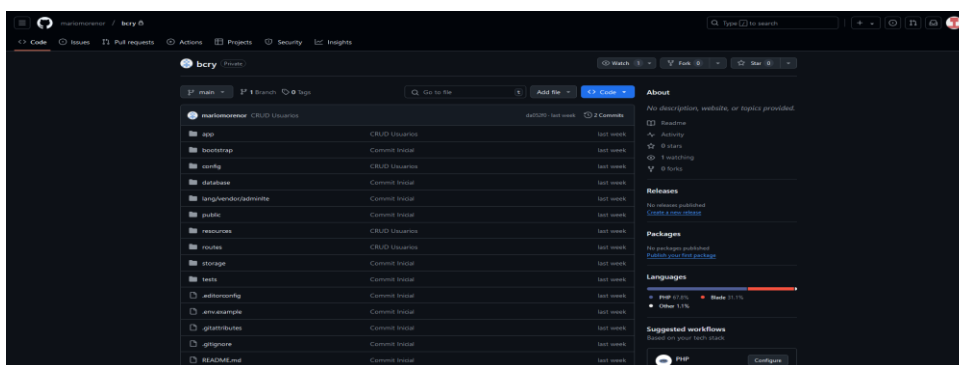 mariomorenor / bcry
Type / to search
Code Issues Pull requests Actions Projects Security Insights
bcry Private
Watch 1 Fork 0 Star 0
main 1 Branch 0 Tags Go to file t Add file Code
mariomorenor CRUD Usuarios last week 2 Commits
app CRUD Usuarios last week
bootstrap Commit Inicial last week
config CRUD Usuarios last week
database Commit Inicial last week
lang/vendor/adminlte Commit Inicial last week
public Commit Inicial last week
resources CRUD Usuarios last week
routes CRUD Usuarios last week
storage Commit Inicial last week
tests Commit Inicial last week
.editorconfig Commit Inicial last week
.env.example Commit Inicial last week
.gitattributes Commit Inicial last week
.gitignore Commit Inicial last week
README.md Commit Inicial last week
About
No description, website, or topics provided.
Readme
Activity
0 stars
1 watching
0 forks
Releases
No releases published
Create a new release
Packages
No packages published
Publish your first package
Languages
PHP 67.8% Blade 31.1%
Other 1.1%
Suggested workflows
Based on your tech stack
PHP Configure